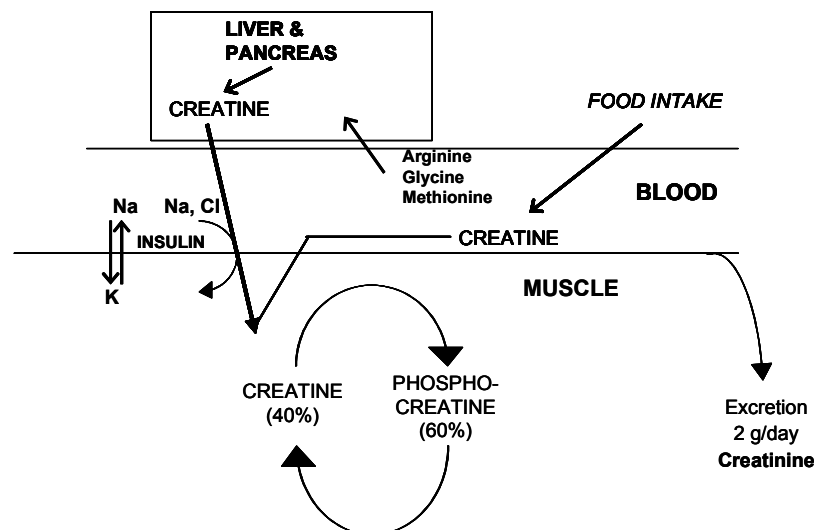 LIVER &
PANCREAS
CREATINE
FOOD INTAKE
Arginine
Glycine
Methionine
BLOOD
Na
Na, Cl
INSULIN
CREATINE
K
MUSCLE
CREATINE
(40%)
PHOSPHO-
CREATINE
(60%)
Excretion
2 g/day
Creatinine